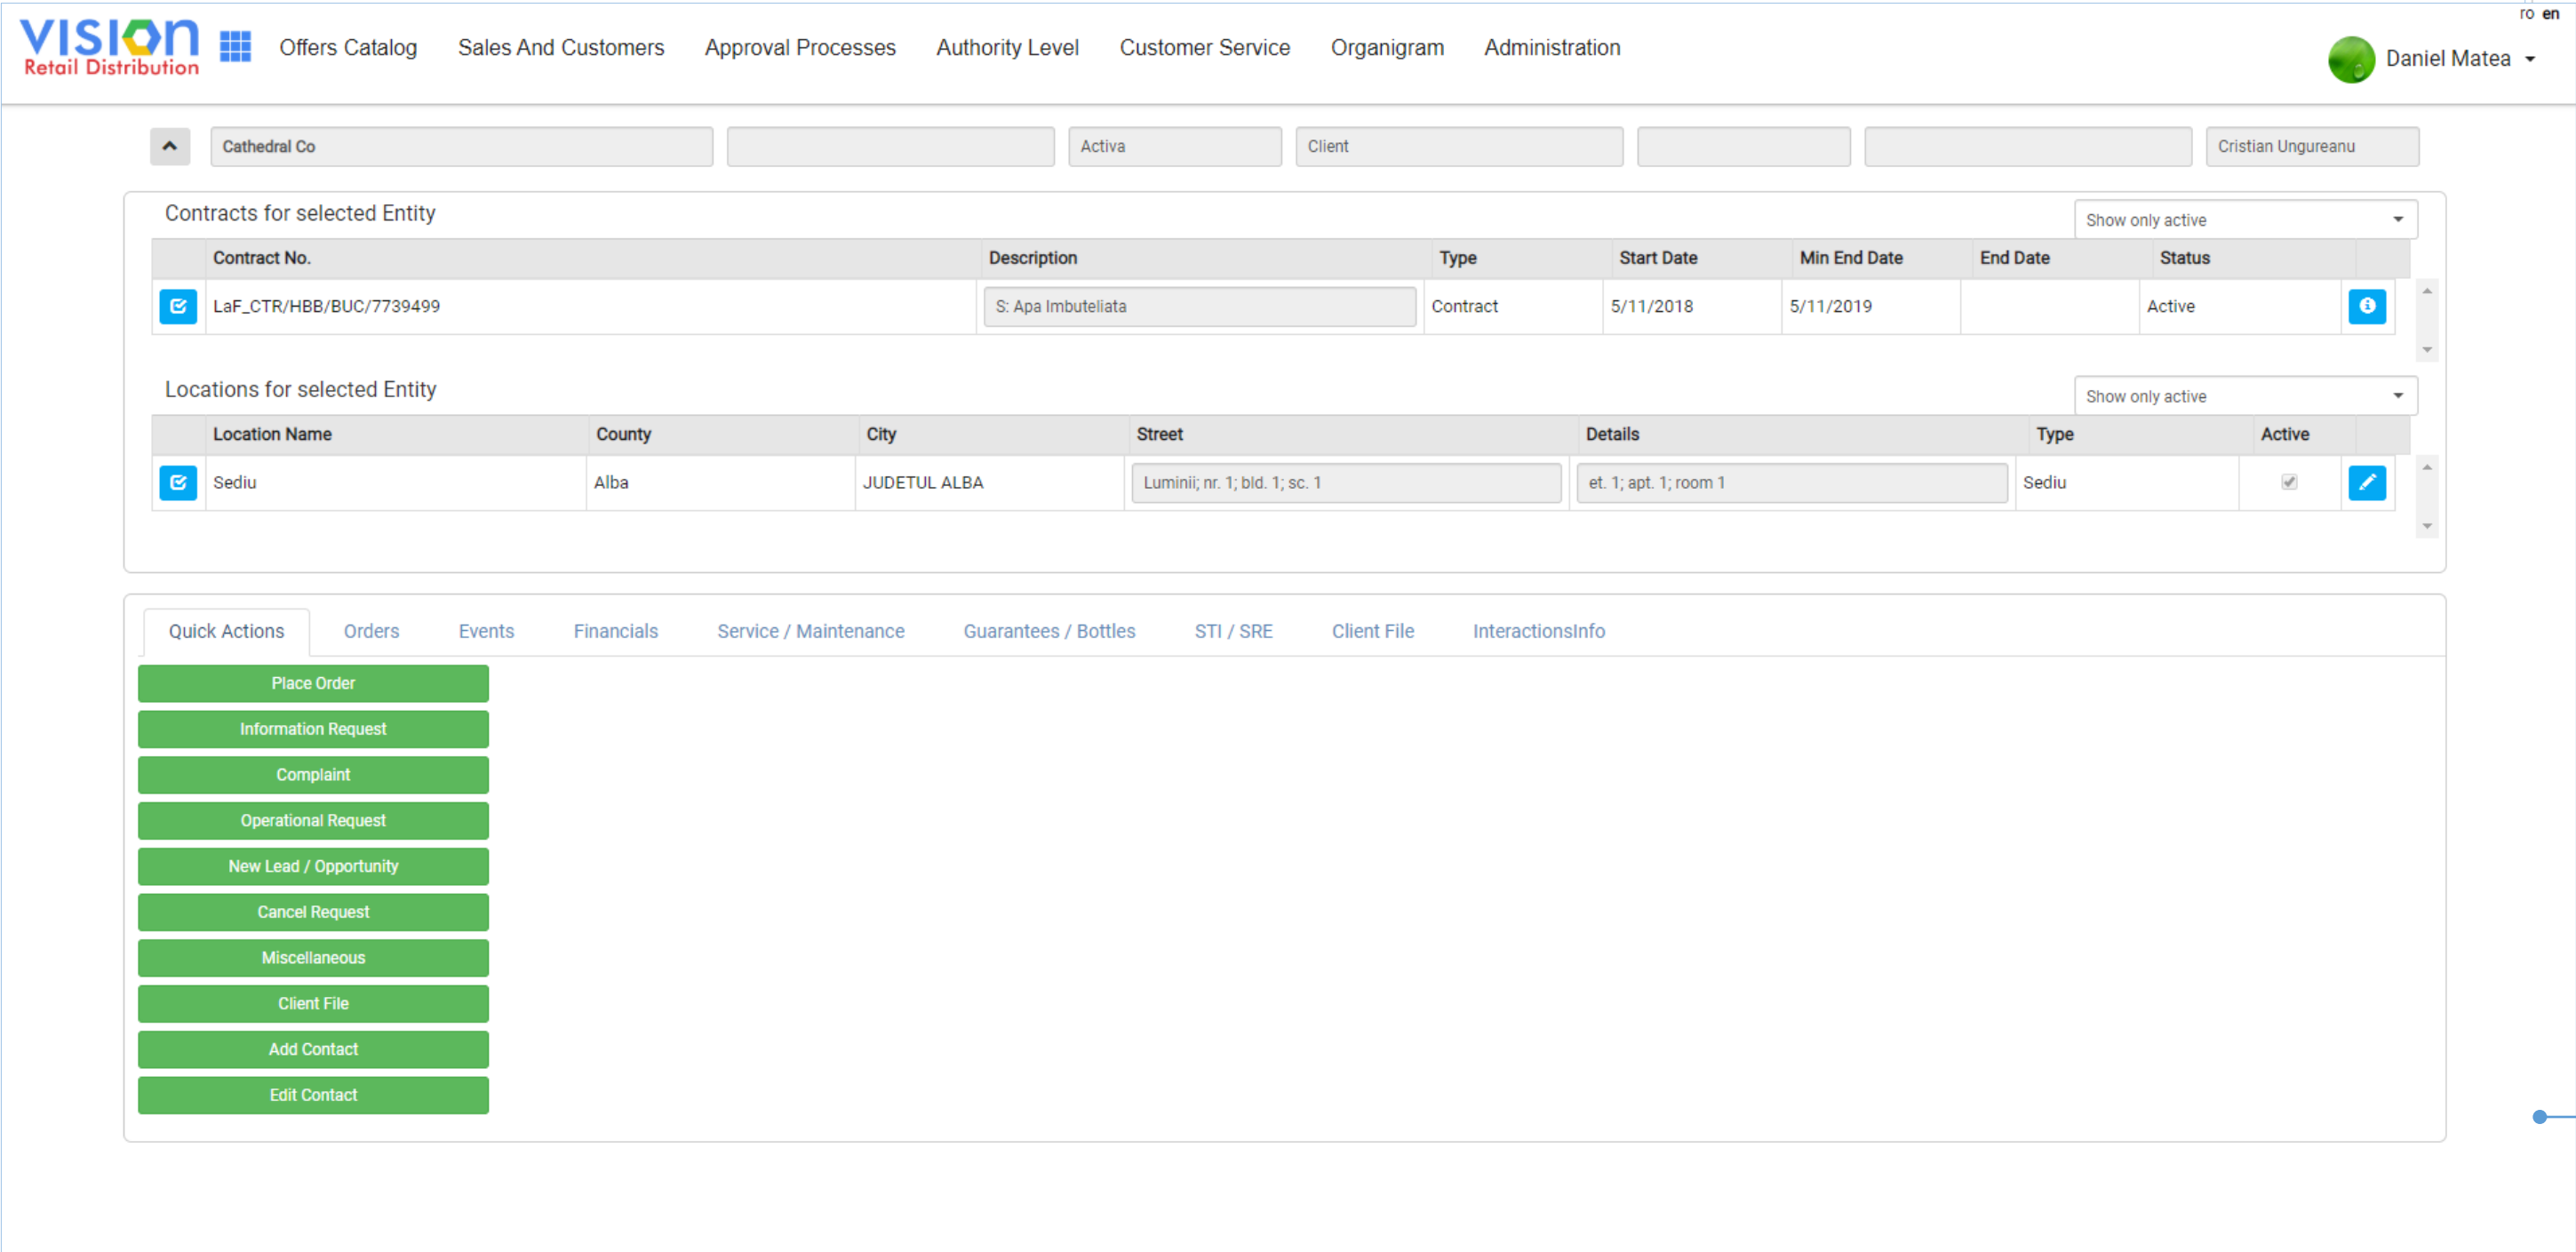 ro en
VISION
Retail Distribution
Offers Catalog Sales And Customers Approval Processes Authority Level Customer Service Organigram Administration
Daniel Matea
Cathedral Co Activa Client Cristian Ungureanu
Contracts for selected Entity
Show only active
Contract No. Description Type Start Date Min End Date End Date Status
LaF_CTR/HBB/BUC/7739499 S: Apa Imbuteliata Contract 5/11/2018 5/11/2019 Active
Locations for selected Entity
Show only active
Location Name County City Street Details Type Active
Sediu Alba JUDETUL ALBA Luminii; nr. 1; bld. 1; sc. 1 et. 1; apt. 1; room 1 Sediu
Quick Actions Orders Events Financials Service / Maintenance Guarantees / Bottles STI / SRE Client File InteractionsInfo
Place Order
Information Request
Complaint
Operational Request
New Lead / Opportunity
Cancel Request
Miscellaneous
Client File
Add Contact
Edit Contact